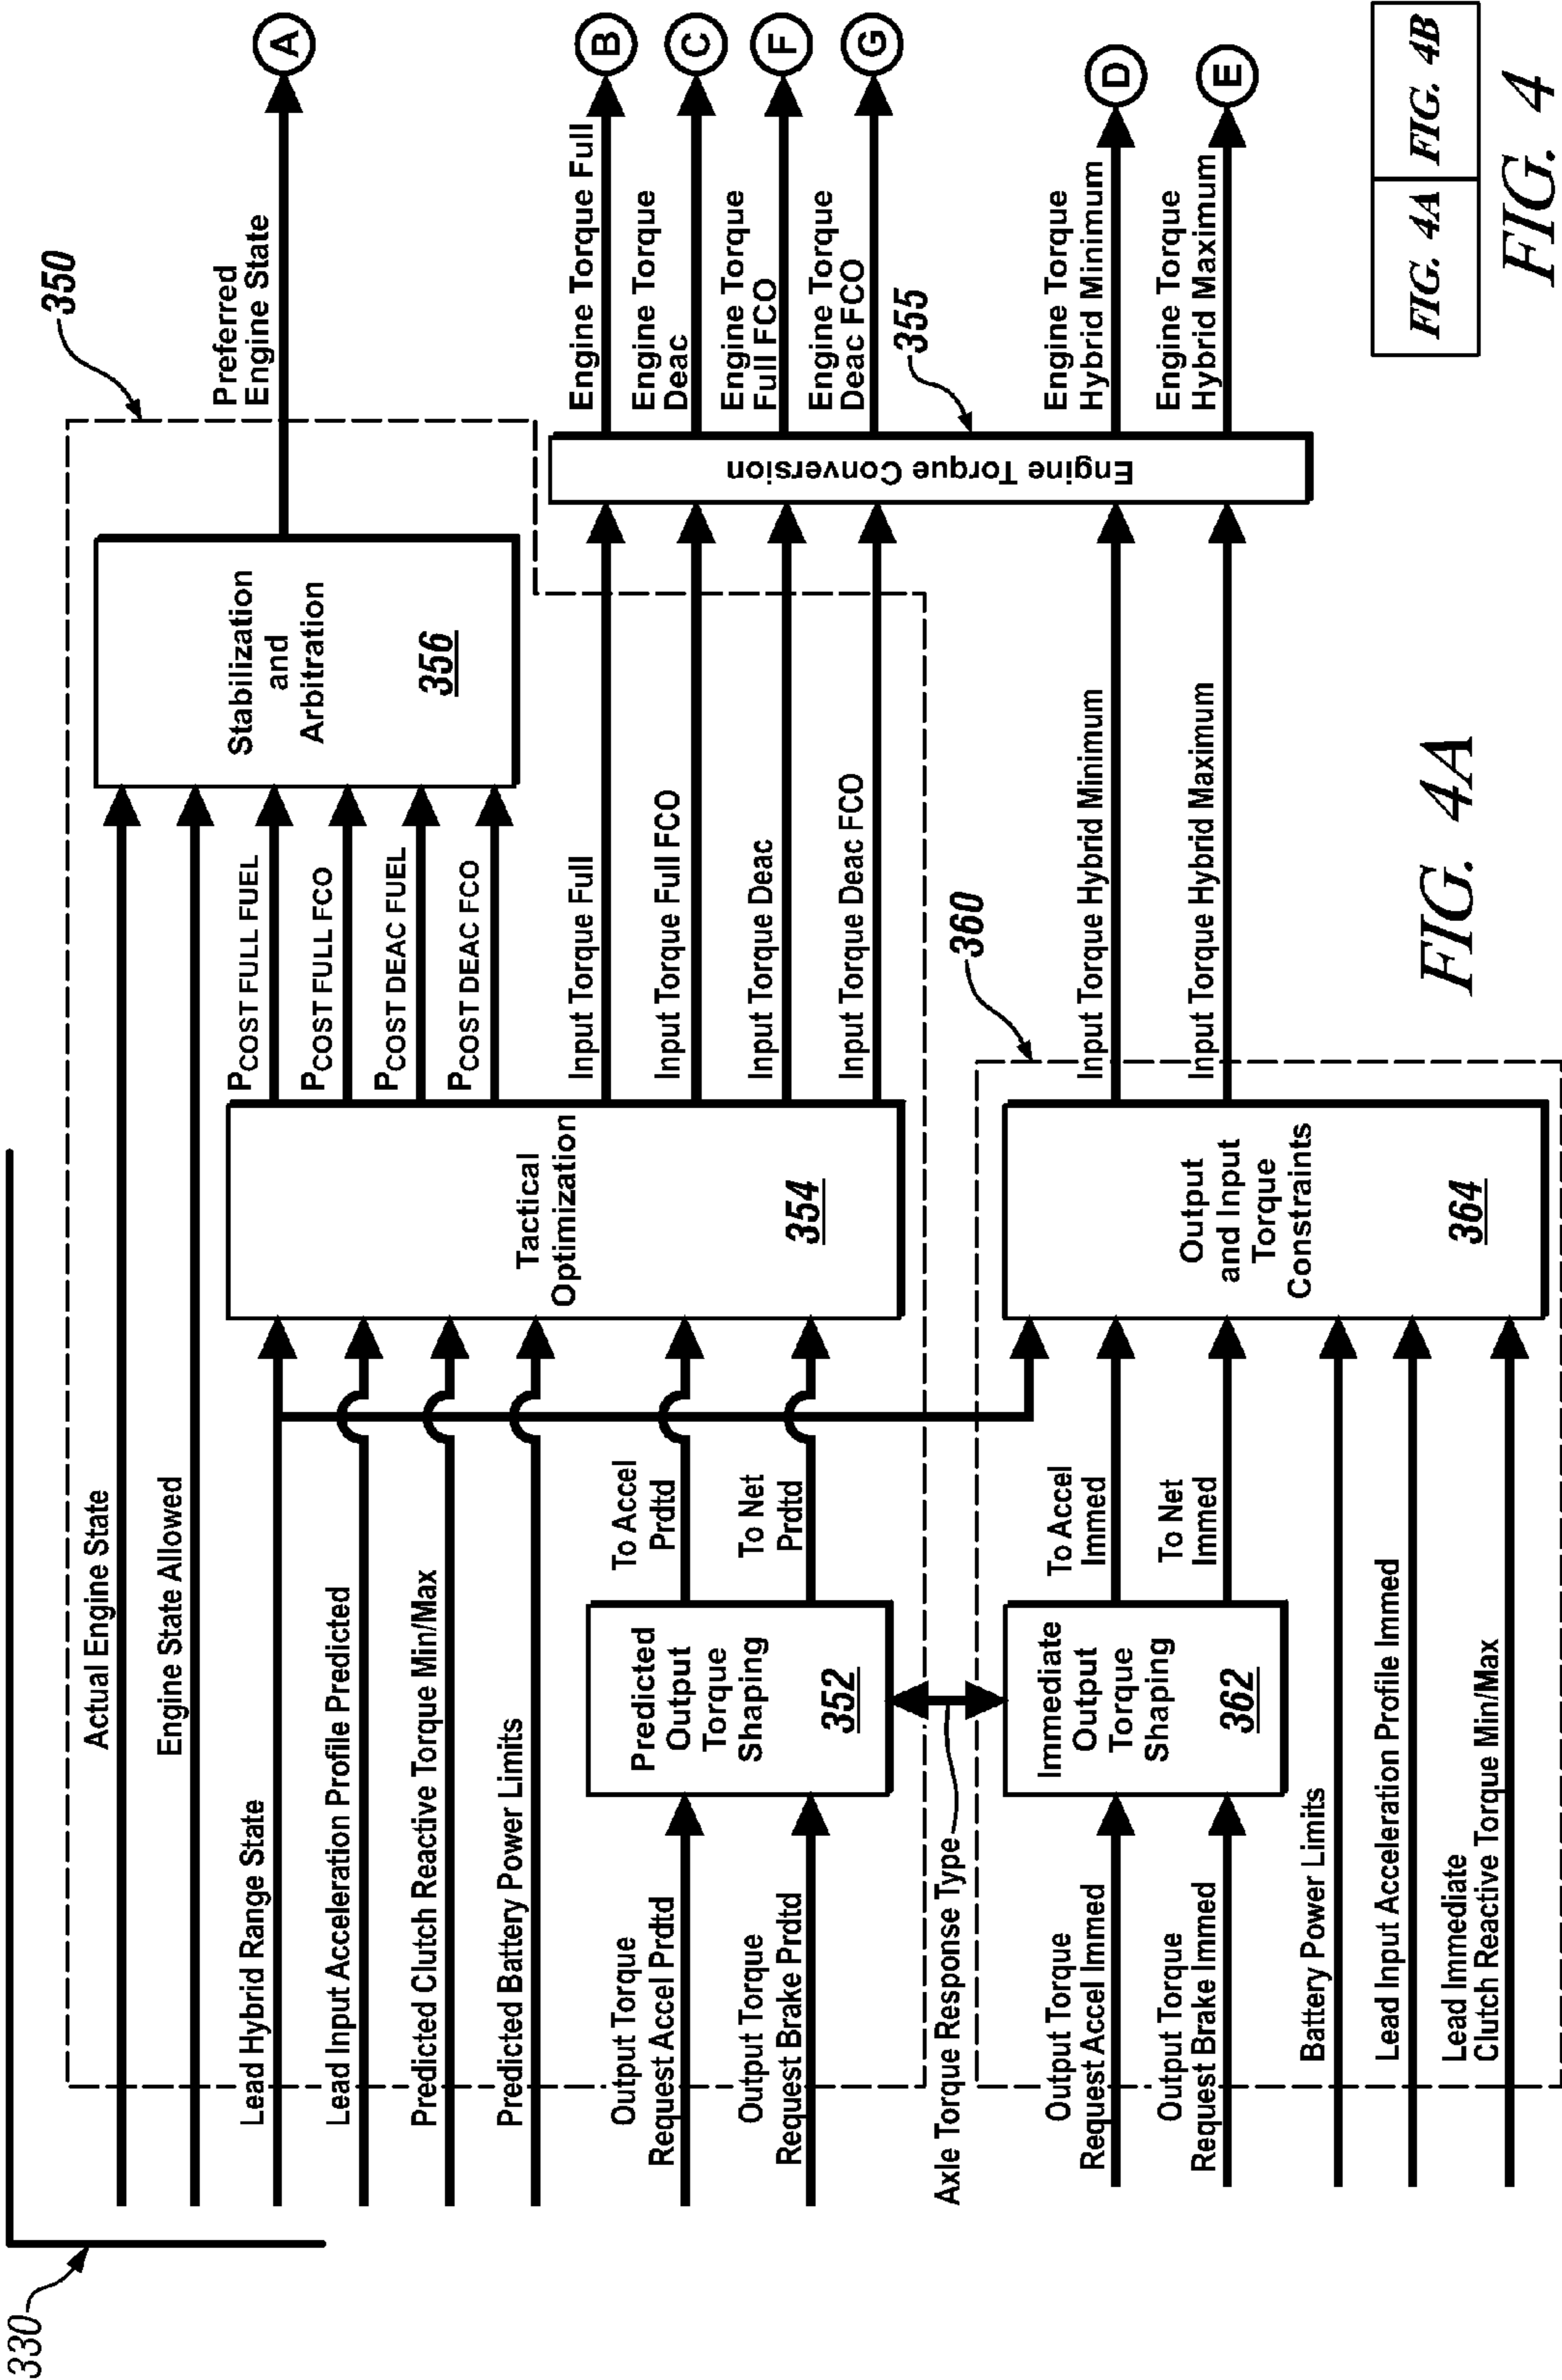 330
350
Actual Engine State
Engine State Allowed
Lead Hybrid Range State
Lead Input Acceleration Profile Predicted
Predicted Clutch Reactive Torque Min/Max
Predicted Battery Power Limits
Output Torque
Request Accel Prdtd
Output Torque
Request Brake Prdtd
Predicted
Output
Torque
Shaping
352
To Accel
Prdtd
To Net
Prdtd
Tactical
Optimization
354
PCOST FULL FUEL
PCOST FULL FCO
PCOST DEAC FUEL
PCOST DEAC FCO
Stabilization
and
Arbitration
356
Preferred
Engine State
A
Input Torque Full
Input Torque Full FCO
Input Torque Deac
Input Torque Deac FCO
Engine Torque Conversion
355
Engine Torque Full
B
Engine Torque
Deac
C
Engine Torque
Full FCO
F
Engine Torque
Deac FCO
G
Axle Torque Response Type
360
Output Torque
Request Accel Immed
Output Torque
Request Brake Immed
Battery Power Limits
Lead Input Acceleration Profile Immed
Lead Immediate
Clutch Reactive Torque Min/Max
Immediate
Output
Torque
Shaping
362
To Accel
Immed
To Net
Immed
Output
and Input
Torque
Constraints
364
Input Torque Hybrid Minimum
Input Torque Hybrid Maximum
Engine Torque
Hybrid Minimum
D
Engine Torque
Hybrid Maximum
E
FIG. 4A
FIG. 4A FIG. 4B
FIG. 4